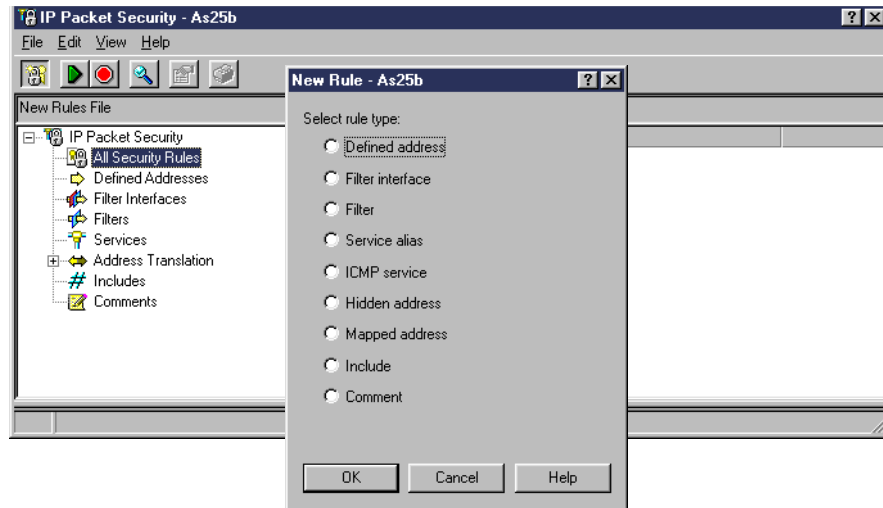 IP Packet Security - As25b
File Edit View Help
New Rules File
IP Packet Security
All Security Rules
Defined Addresses
Filter Interfaces
Filters
Services
Address Translation
Includes
Comments
New Rule - As25b
Select rule type:
Defined address
Filter interface
Filter
Service alias
ICMP service
Hidden address
Mapped address
Include
Comment
OK Cancel Help